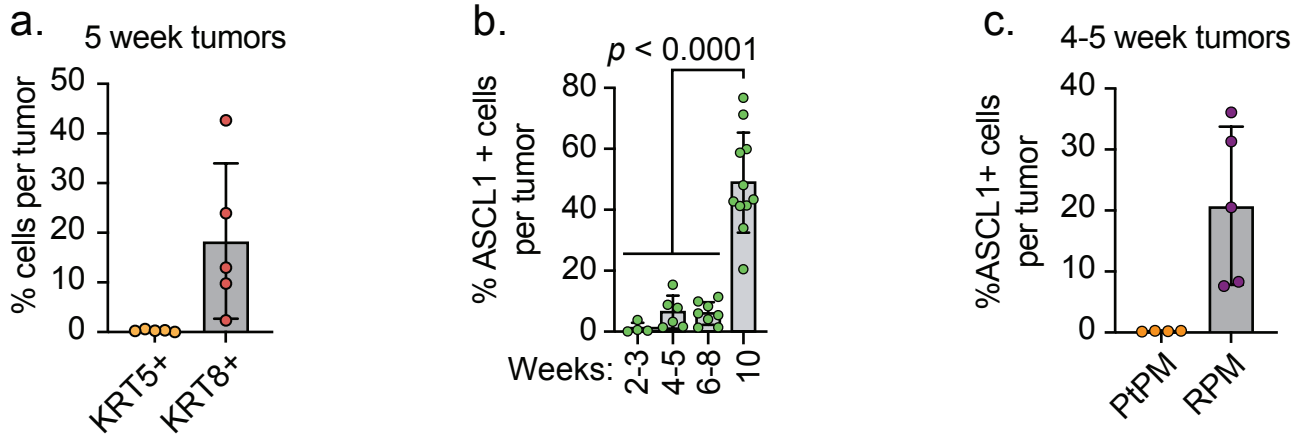 a.
5 week tumors
% cells per tumor
50
40
30
20
10
0
KRT5+
KRT8+
b.
p < 0.0001
% ASCL1 + cells
per tumor
80
60
40
20
0
Weeks:
2-3
4-5
6-8
10
c.
4-5 week tumors
%ASCL1+ cells
per tumor
40
30
20
10
0
PtPM
RPM